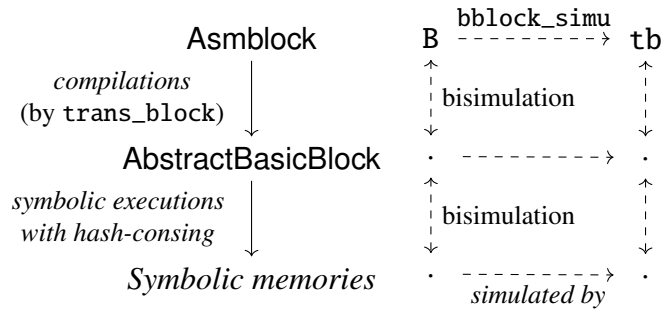 bblock_simu
Asmblock B tb
compilations
(by trans_block)
bisimulation
AbstractBasicBlock . .
symbolic executions
with hash-consing
bisimulation
Symbolic memories . .
simulated by